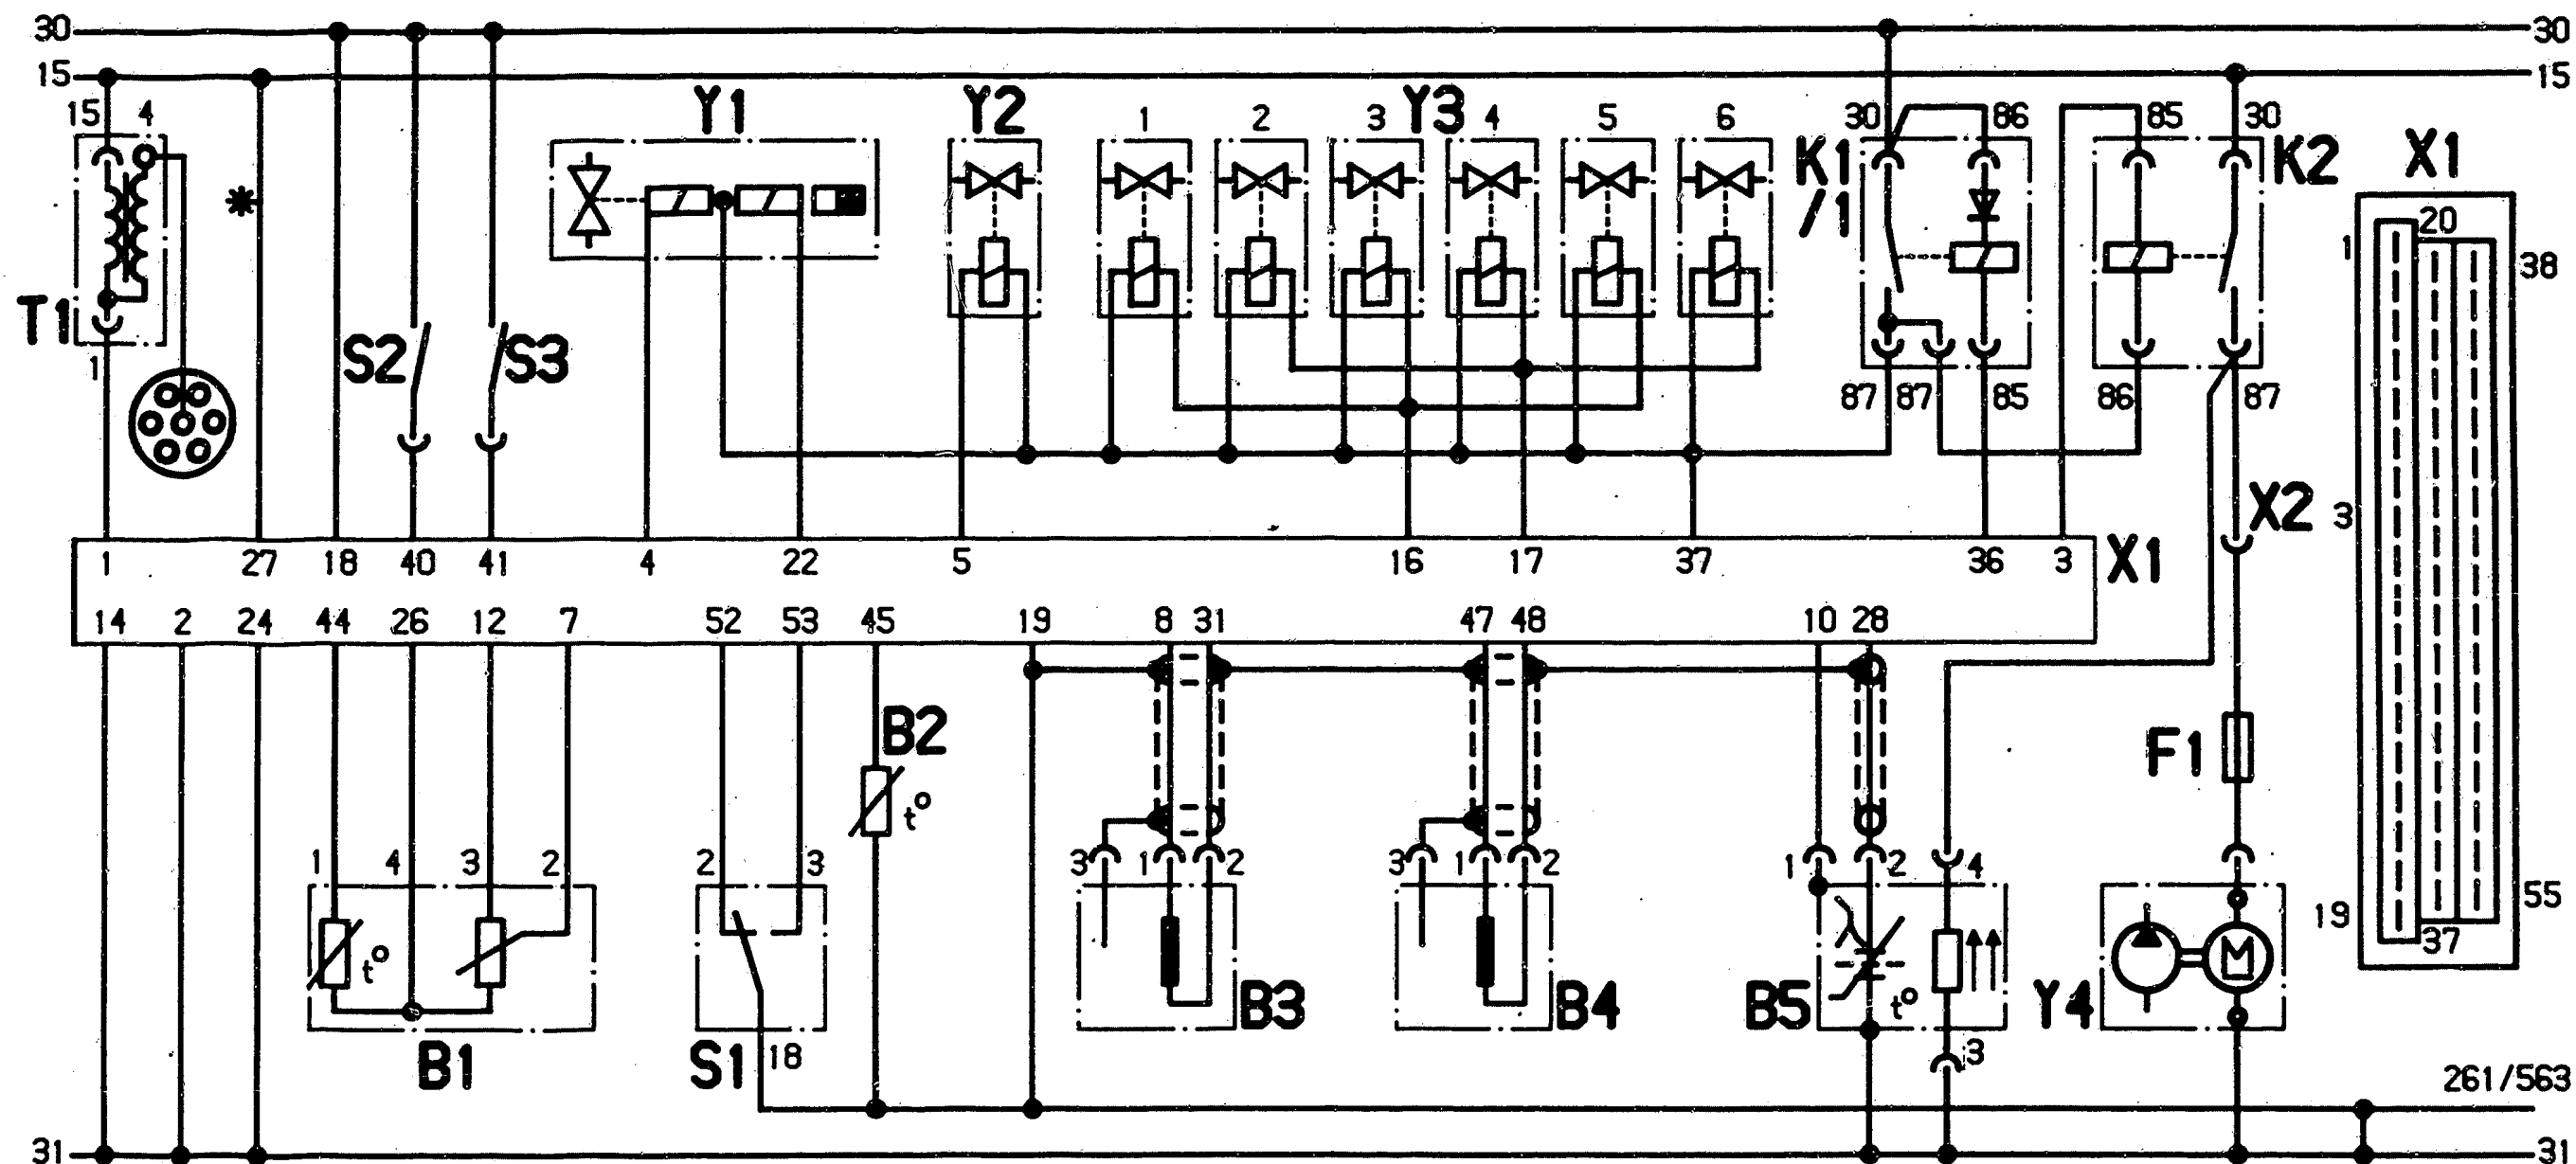 30 30
15 15
15 4 Y1 Y2 1 2 3 Y3 4 5 6 30 86 85 30
K1 K2 X1
/1
*
20
1 38
T1
1 S2 S3
87 87 85 86 87
X2 3
1 27 18 40 41 4 22 5 16 17 37 36 3 X1
14 2 24 44 26 12 7 52 53 45 19 8 31 47 48 10 28
B2
t°
F1
1 4 3 2 2 3 3 1 2 3 1 2 1 2 4
19 55
37
t° λ M
B3 B4 B5 t° Y4
B1 S1 18 3
261/563
31 31